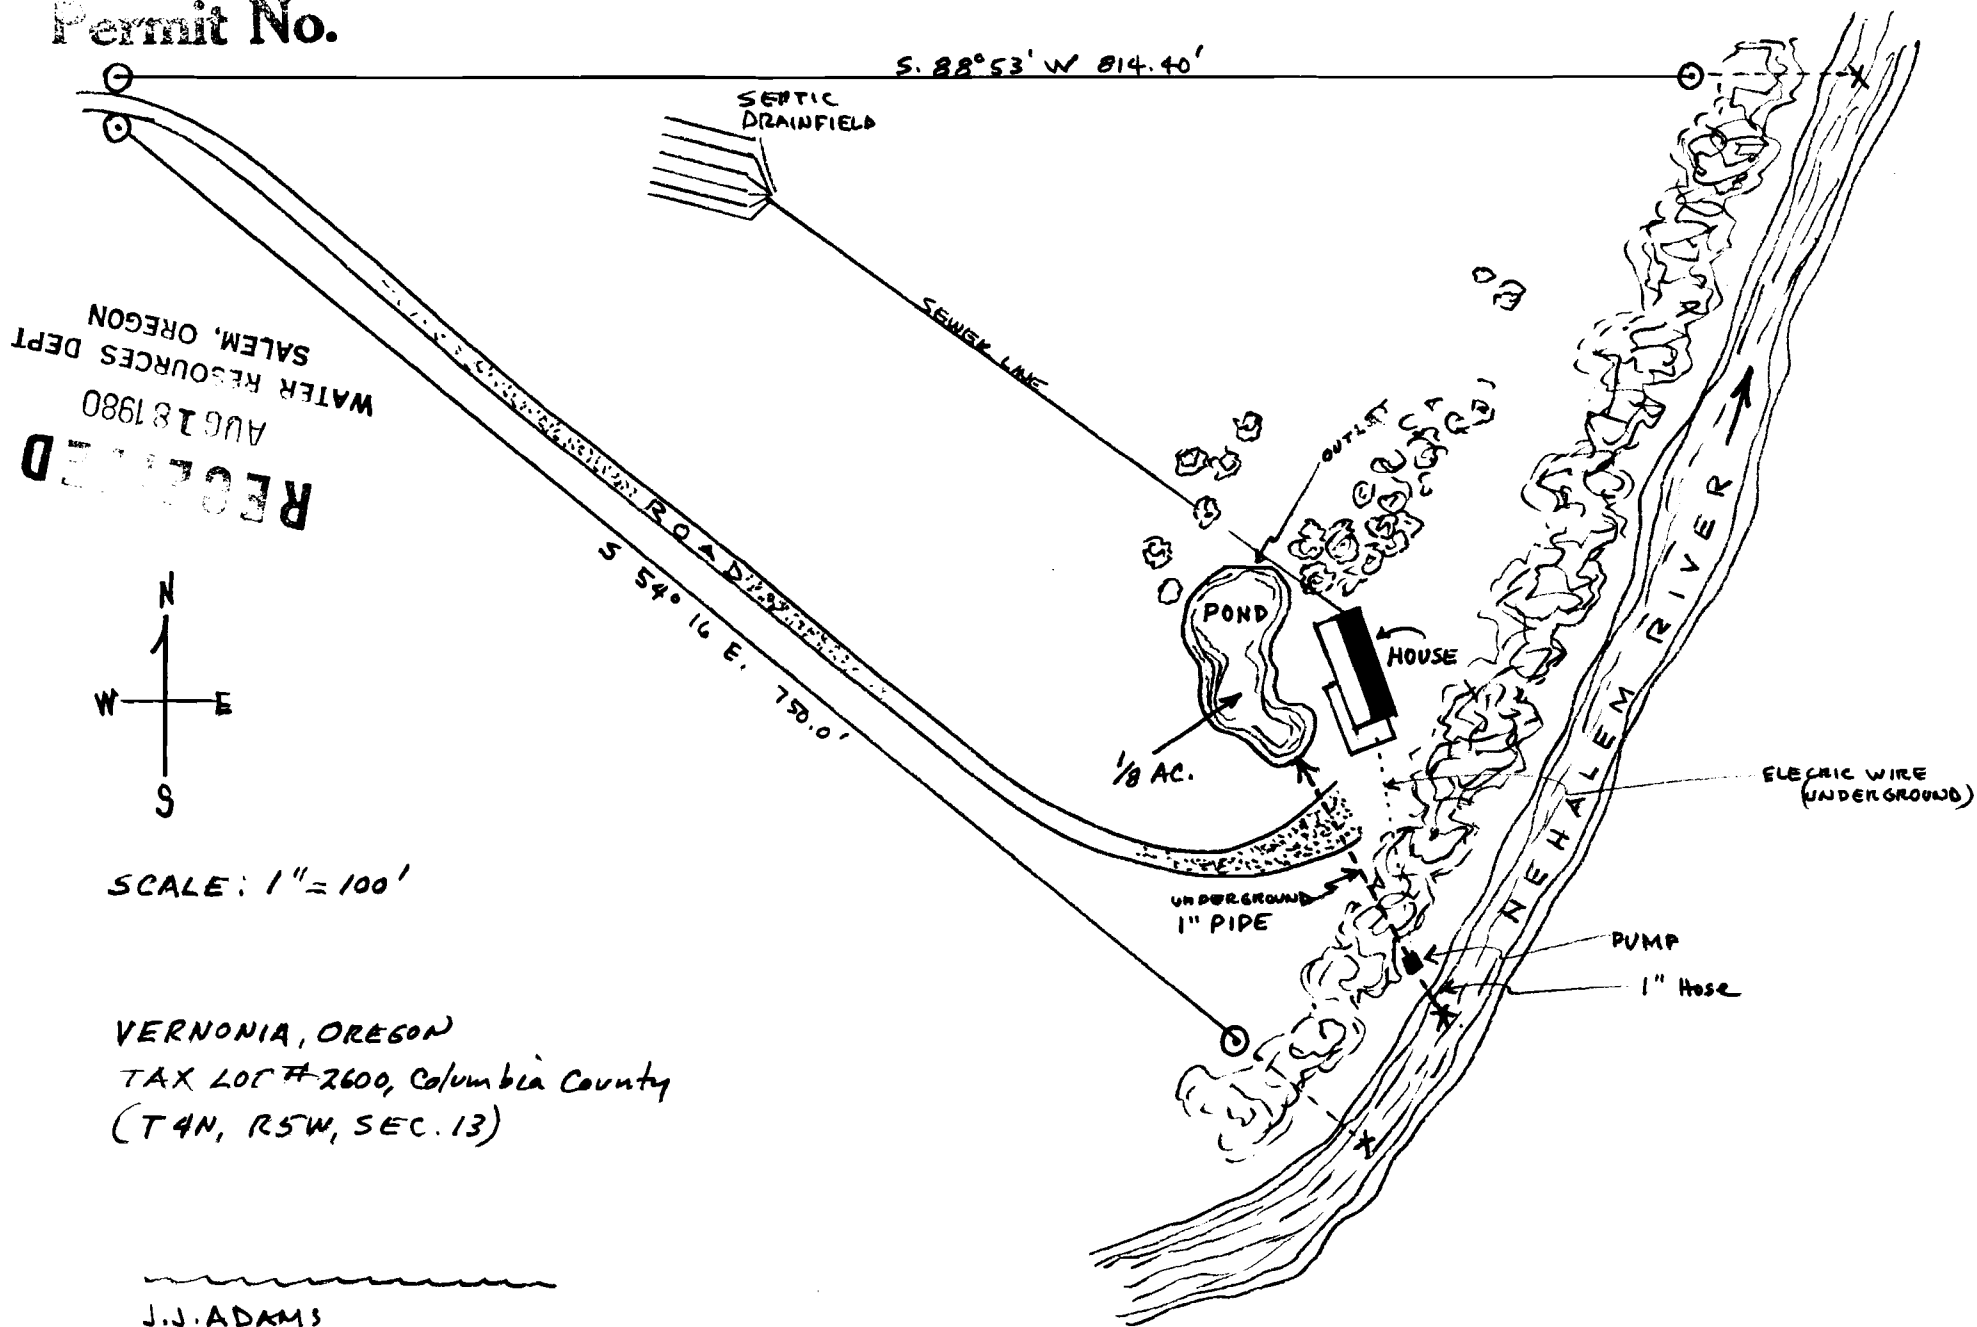 Permit No.
S. 88° 53' W 814.40'
SEPTIC
DRAINFIELD
SEWER LINE
RECEIVED
AUG 18 1980
WATER RESOURCES DEPT
SALEM, OREGON
ROAD
S 54° 16 E. 750.0'
N
W E
S
OUTLET
POND
HOUSE
1/8 AC.
NEHALEM RIVER
ELECRIC WIRE
(UNDERGROUND)
UNDERGROUND
1" PIPE
PUMP
1" Hose
SCALE: 1" = 100'
VERNONIA, OREGON
TAX LOT # 2600, Columbia County
(T4N, R5W, SEC. 13)
J.J. ADAMS